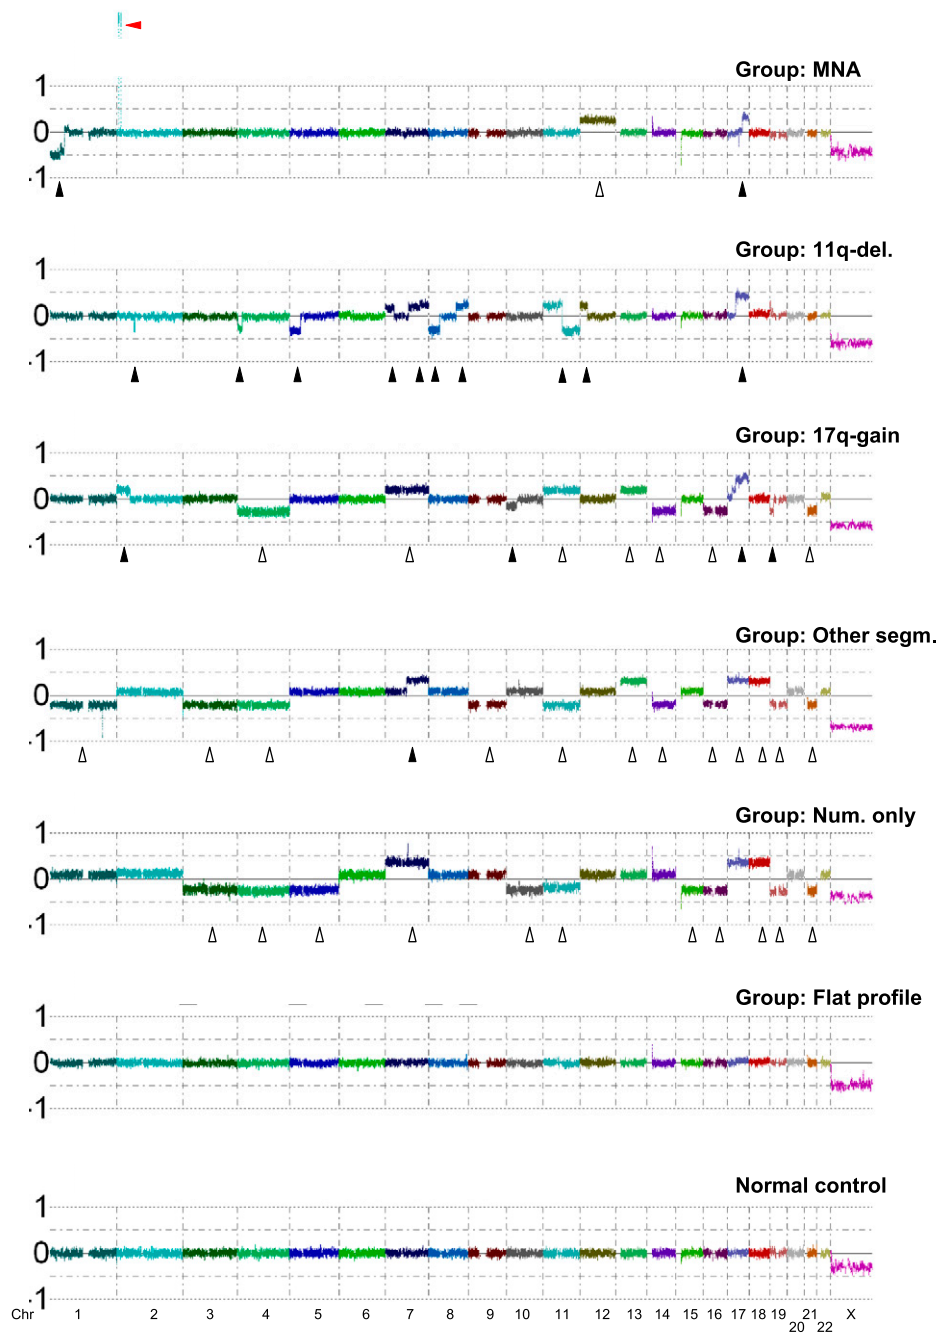 Group: MNA
1
0
-1
Group: 11q-del.
1
0
-1
Group: 17q-gain
1
0
-1
Group: Other segm.
1
0
-1
Group: Num. only
1
0
-1
Group: Flat profile
1
0
-1
Normal control
1
0
-1
Chr 1 2 3 4 5 6 7 8 9 10 11 12 13 14 15 16 17 18 19 20 21 22 X